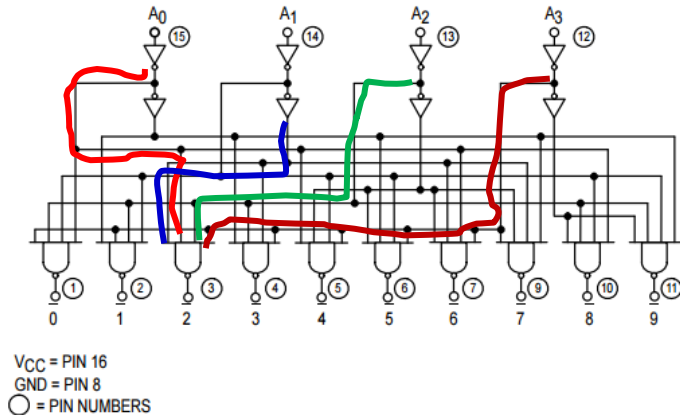 A0 A1 A2 A3
15 14 13 12
1 2 3 4 5 6 7 9 10 11
0 1 2 3 4 5 6 7 8 9
VCC = PIN 16
GND = PIN 8
= PIN NUMBERS